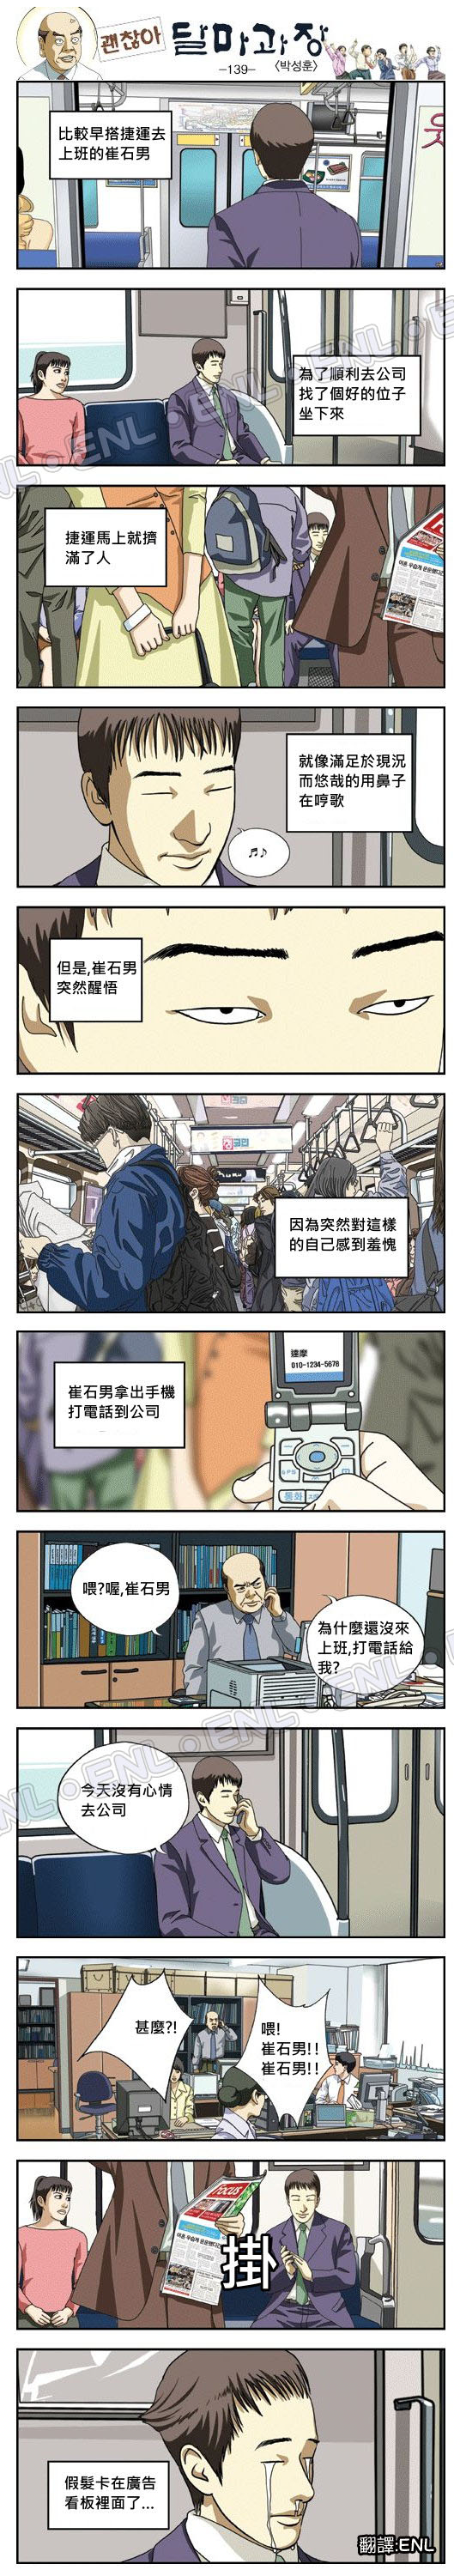 괜찮아 달마과장
-139- <박성훈>
比較早搭捷運去
上班的崔石男
為了順利去公司
找了個好的位子
坐下來
捷運馬上就擠
滿了人
就像滿足於現況
而悠哉的用鼻子
在哼歌
但是,崔石男
突然醒悟
因為突然對這樣
的自己感到羞愧
崔石男拿出手機
打電話到公司
達摩
010-1234-5678
통화
喂?喔,崔石男
為什麼還沒來
上班,打電話給
我?
今天沒有心情
去公司
甚麼?!
喂!
崔石男!!
崔石男!!
FOCUS
掛
假髮卡在廣告
看板裡面了...
翻譯:ENL